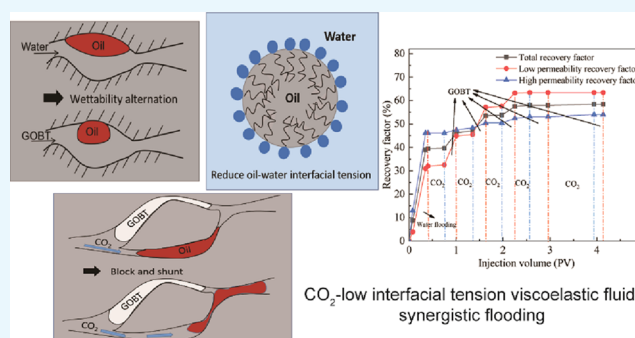 Water
Oil
Wettability alternation
GOBT
Oil
Water
Oil
Reduce oil-water interfacial tension
GOBT
CO2
Oil
Block and shunt
GOBT
CO2
80
70
60
50
40
30
20
10
0
Recovery factor (%)
Total recovery factor
Low permeability recovery factor
High permeability recovery factor
GOBT
CO2
CO2
CO2
CO2
CO2
Water flooding
0 1 2 3 4 5
Injection volume (PV)
CO2-low interfacial tension viscoelastic fluid
synergistic flooding